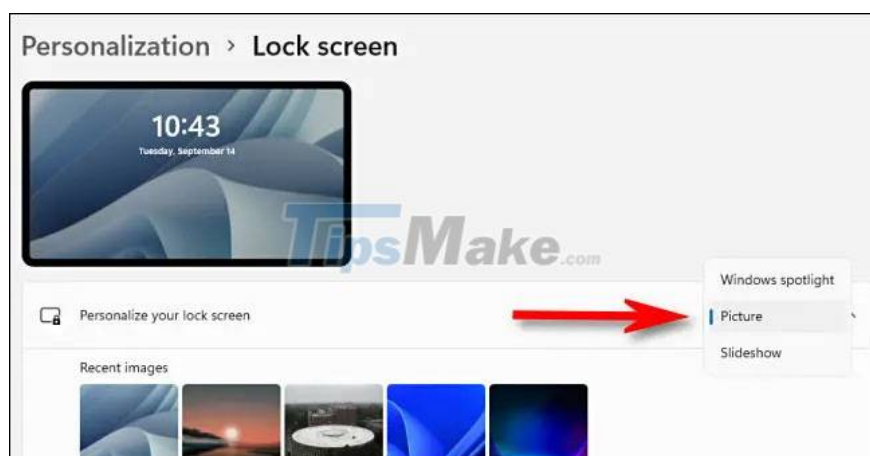 Personalization > Lock screen
10:43
Tuesday, September 14
TipsMake.com
Windows spotlight
Personalize your lock screen
Picture
Slideshow
Recent images